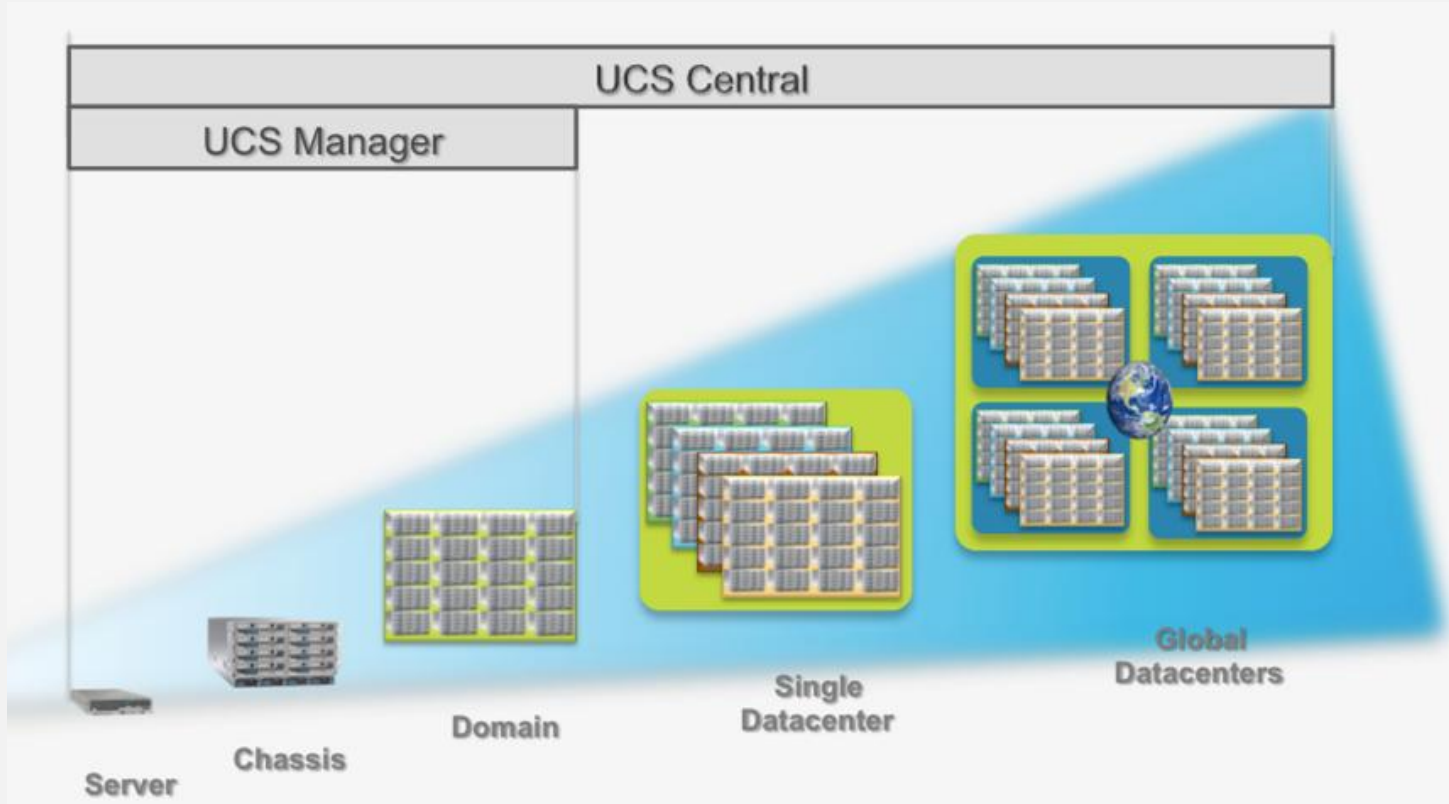 UCS Central
UCS Manager
Global
Datacenters
Single
Datacenter
Domain
Chassis
Server